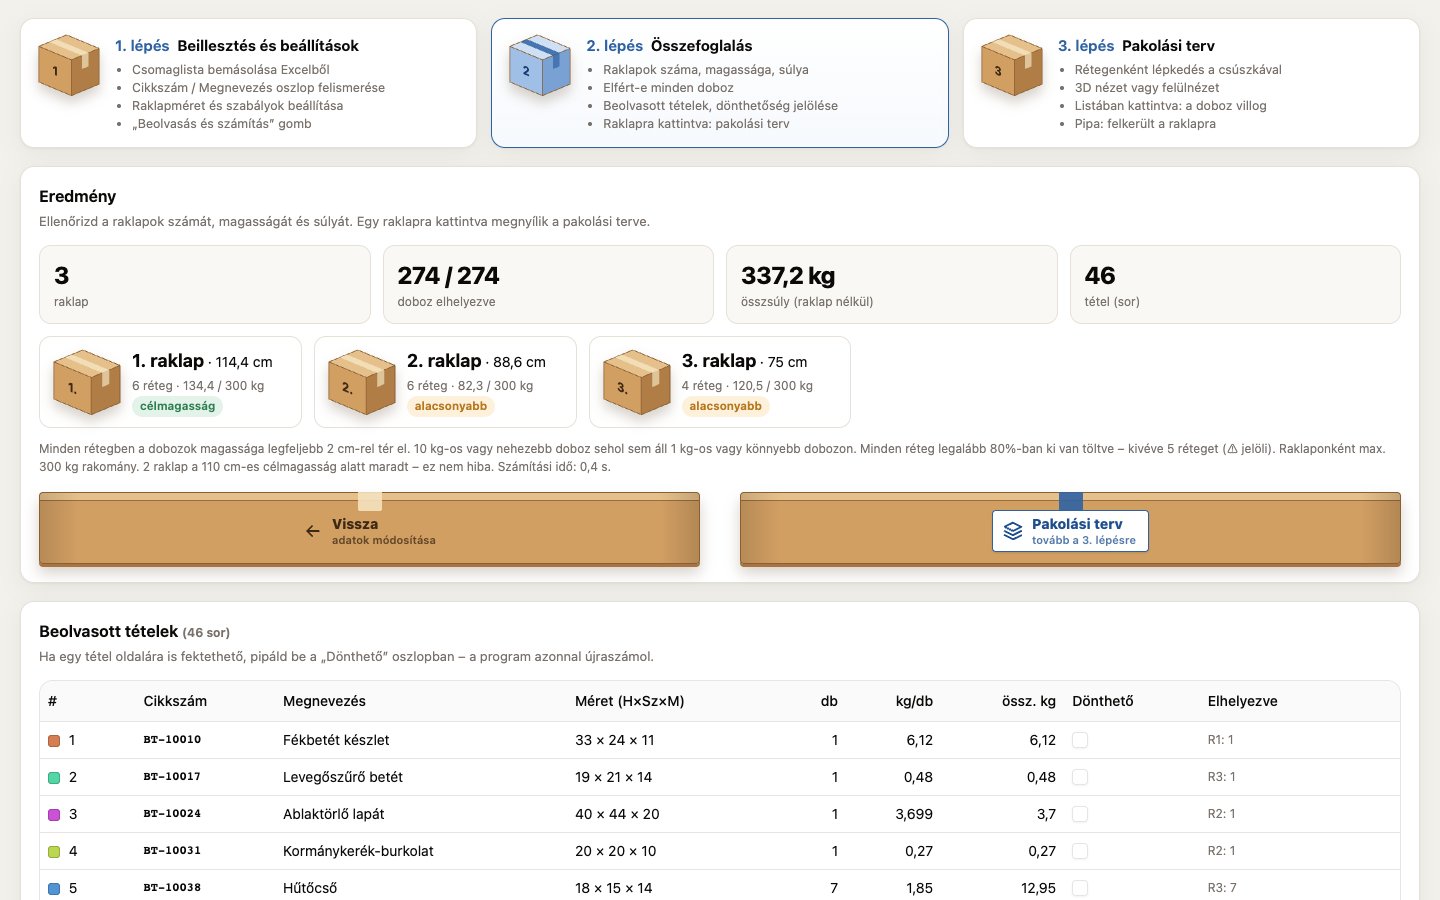 1. lépés Beillesztés és beállítások
• Csomaglista bemásolása Excelből
• Cikkszám / Megnevezés oszlop felismerése
• Raklapméret és szabályok beállítása
• „Beolvasás és számítás” gomb
1
2. lépés Összefoglalás
• Raklapok száma, magassága, súlya
• Elfért-e minden doboz
• Beolvasott tételek, dönthetőség jelölése
• Raklapra kattintva: pakolási terv
2
3. lépés Pakolási terv
• Rétegenként lépkedés a csúszkával
• 3D nézet vagy felülnézet
• Listában kattintva: a doboz villog
• Pipa: felkerült a raklapra
3
Eredmény
Ellenőrizd a raklapok számát, magasságát és súlyát. Egy raklapra kattintva megnyílik a pakolási terve.
3
raklap
274 / 274
doboz elhelyezve
337,2 kg
összsúly (raklap nélkül)
46
tétel (sor)
1.
1. raklap · 114,4 cm
6 réteg · 134,4 / 300 kg
célmagasság
2.
2. raklap · 88,6 cm
6 réteg · 82,3 / 300 kg
alacsonyabb
3.
3. raklap · 75 cm
4 réteg · 120,5 / 300 kg
alacsonyabb
Minden rétegben a dobozok magassága legfeljebb 2 cm-rel tér el. 10 kg-os vagy nehezebb doboz sehol sem áll 1 kg-os vagy könnyebb dobozon. Minden réteg legalább 80%-ban ki van töltve – kivéve 5 réteget (⚠ jelöli). Raklaponként max.
300 kg rakomány. 2 raklap a 110 cm-es célmagasság alatt maradt – ez nem hiba. Számítási idő: 0,4 s.
← Vissza
adatok módosítása
Pakolási terv
tovább a 3. lépésre
Beolvasott tételek (46 sor)
Ha egy tétel oldalára is fektethető, pipáld be a „Dönthető” oszlopban – a program azonnal újraszámol.
# Cikkszám Megnevezés Méret (H×Sz×M) db kg/db össz. kg Dönthető Elhelyezve
1 BT-10010 Fékbetét készlet 33 × 24 × 11 1 6,12 6,12 R1: 1
2 BT-10017 Levegőszűrő betét 19 × 21 × 14 1 0,48 0,48 R3: 1
3 BT-10024 Ablaktörlő lapát 40 × 44 × 20 1 3,699 3,7 R2: 1
4 BT-10031 Kormánykerék-burkolat 20 × 20 × 10 1 0,27 0,27 R2: 1
5 BT-10038 Hűtőcső 18 × 15 × 14 7 1,85 12,95 R3: 7